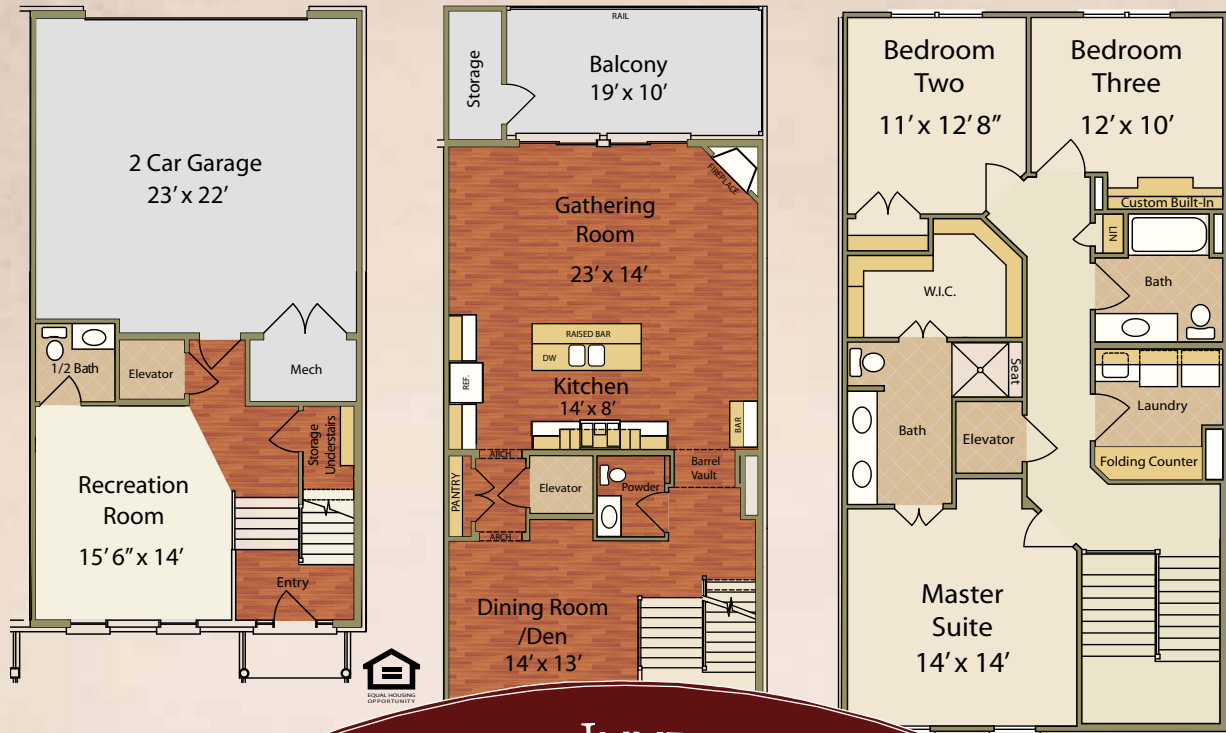 2 Car Garage
23’ x 22’
1/2 Bath
Elevator
Mech
Storage
Understairs
Recreation
Room
15’ 6” x 14’
Entry
EQUAL HOUSING
OPPORTUNITY
RAIL
Storage
Balcony
19’ x 10’
FIREPLACE
Gathering
Room
23’ x 14’
RAISED BAR
DW
REF.
Kitchen
14’ x 8’
BAR
ARCH
Barrel
Vault
PANTRY
Elevator
Powder
ARCH
Dining Room
/Den
14’ x 13’
Bedroom
Two
11’ x 12’ 8”
Bedroom
Three
12’ x 10’
Custom Built-In
LIN
W.I.C.
Bath
Seat
Laundry
Bath
Elevator
Folding Counter
Master
Suite
14’ x 14’